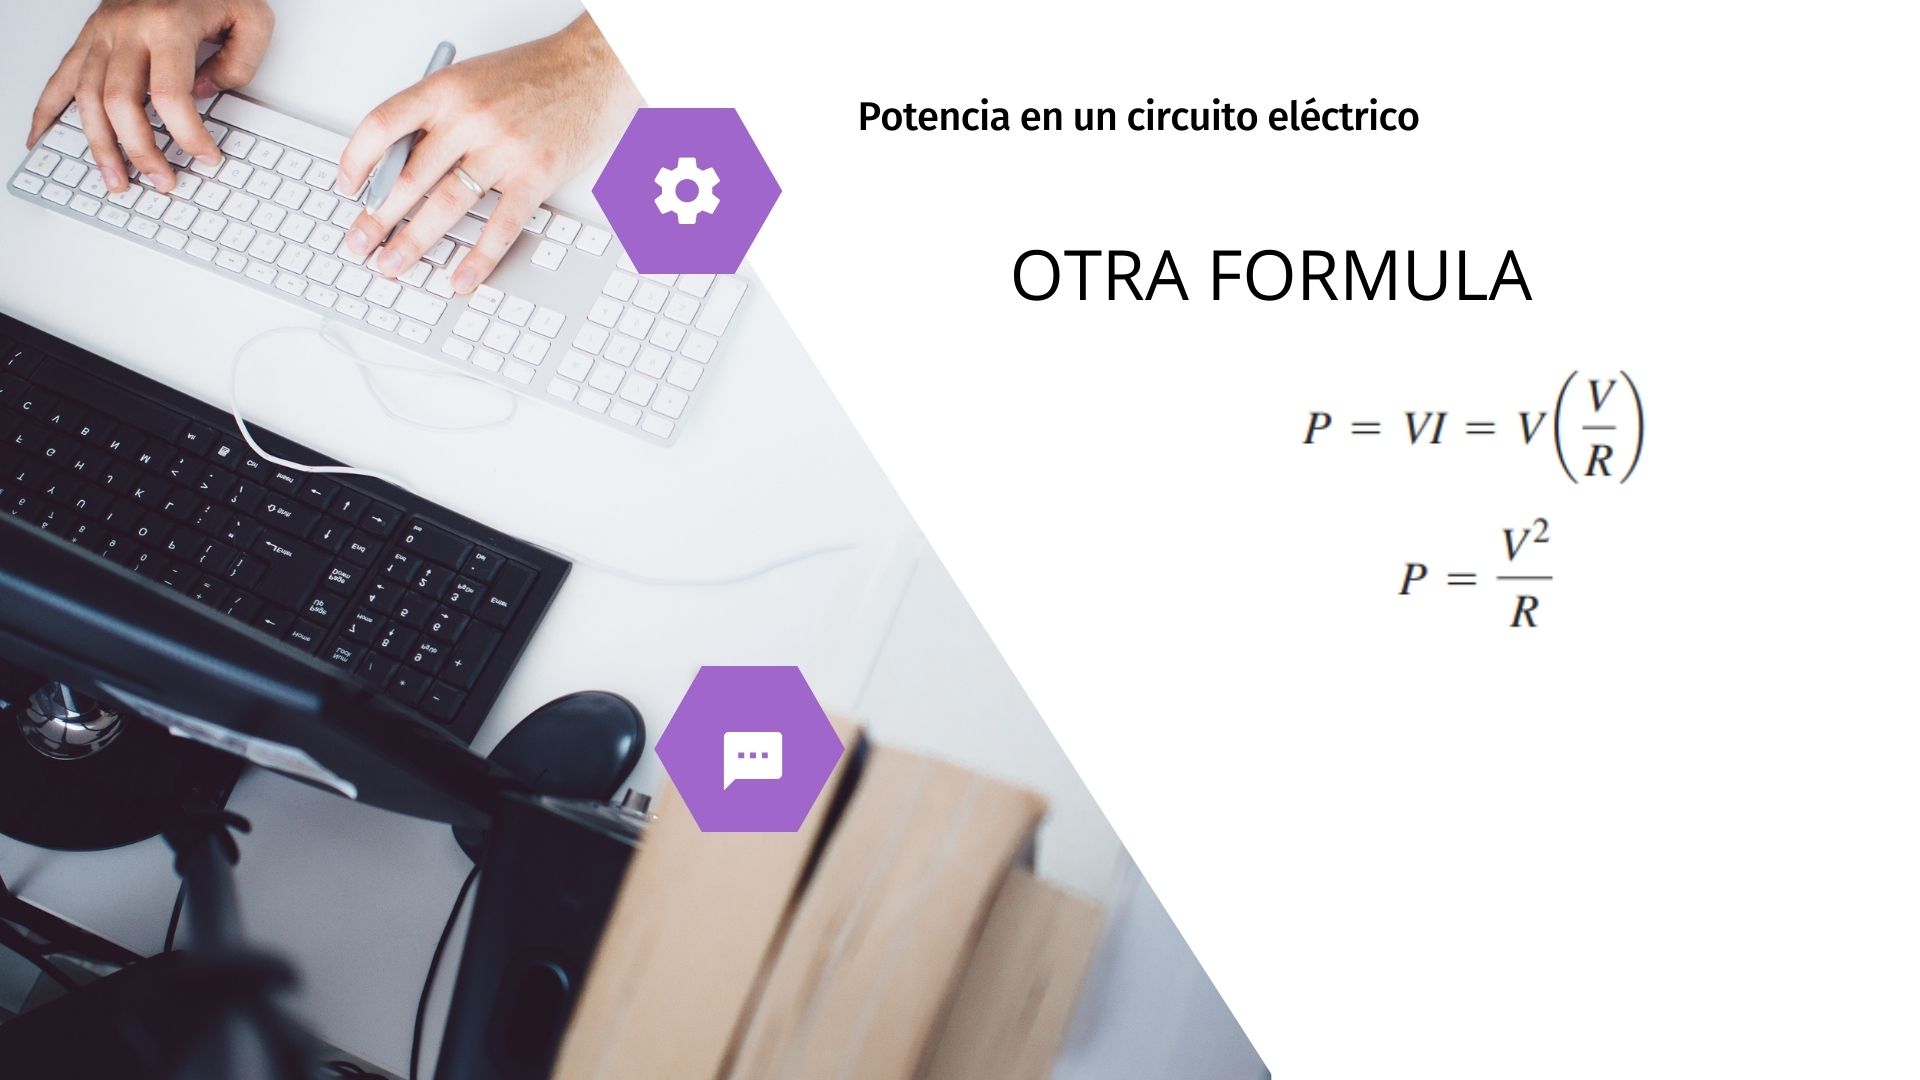 Potencia en un circuito eléctrico
OTRA FORMULA
P = VI = V(V/R)
P = V²/R